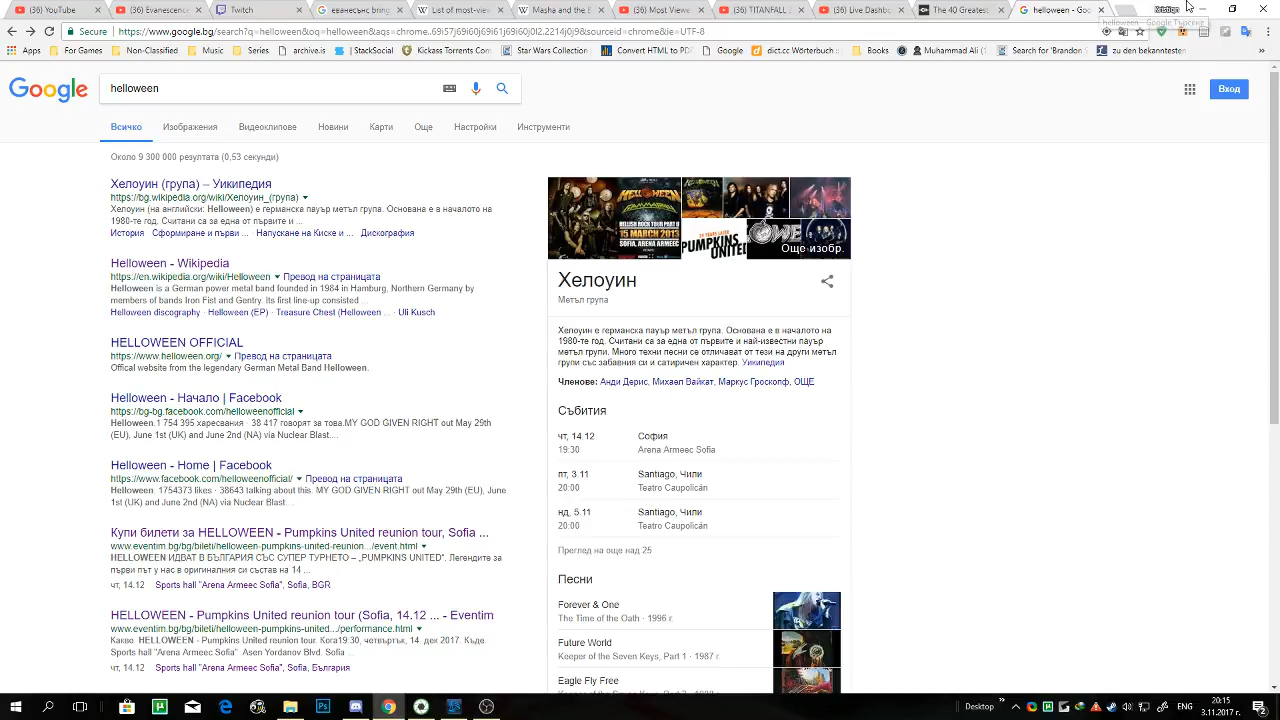 (36) YouTube
(36) Evanescenc
Twitch
еванесънс bring
List of most-view
Masha and the B
(36) Most Viewe
(36) TITANFALL 2
(36) Live Dashbo
The 40 Greatest
helloween - Goo
Kristian
helloween - Google Търсене
Secure
https://www.google.bg/search?q=helloween&oq=helloween&aqs=chrome
&sourceid=chrome&ie=UTF-8
Apps
For Games
Non-Classified
Music
Series
archive.is
| StackSocial
Kickass Torrents Com
Star Wars Collection
Convert HTML to PDF
Google
dict.cc Wörterbuch
Books
Muhammad Ali (
Search for 'Brandon S
zu den bekanntesten
Google
helloween
Вход
Всичко
Изображения
Видеоклипове
Новини
Карти
Още
Настройки
Инструменти
Около 9 300 000 резултата (0,53 секунди)
Хелоуин (група) – Уикипедия
https://bg.wikipedia.org/wiki/Хелоуин_(група)
Хелоуин (на английски: Helloween) е германска пауър метъл група. Основана е в началото на
1980-те год. Считани са за една от първите и ...
История · Сформиране и първи ... · Напускане на Киске и ... · Дискография
Helloween - Wikipedia
https://en.wikipedia.org/wiki/Helloween Превод на страницата
Helloween is a German power metal band founded in 1984 in Hamburg, Northern Germany by
members of bands Iron Fist and Gentry. Its first line-up consisted ...
Helloween discography · Helloween (EP) · Treasure Chest (Helloween ... · Uli Kusch
HELLOWEEN OFFICIAL
https://www.helloween.org/ Превод на страницата
Offical website from the legendary German Metal Band Helloween.
Helloween - Начало | Facebook
https://bg-bg.facebook.com/helloweenofficial
Helloween.1 754 395 харесвания · 38 417 говорят за това.MY GOD GIVEN RIGHT out May 29th
(EU), June 1st (UK) and June 2nd (NA) via Nuclear Blast....
Helloween - Home | Facebook
https://www.facebook.com/helloweenofficial/ Превод на страницата
Helloween. 1754373 likes · 38643 talking about this. MY GOD GIVEN RIGHT out May 29th (EU), June
1st (UK) and June 2nd (NA) via Nuclear Blast....
Купи билети за HELLOWEEN - Pumpkins United reunion tour, Sofia ...
www.eventim.bg/bg/bileti/helloween-pumpkins-united-reunion.../event.html
HELLOWEEN ИДВАТ В БЪЛГАРИЯ СЪС СУПЕР ТУРНЕТО – „PUMPKINS UNITED". Легендите за
първи път у нас в оригиналния си състав на 14 ...
чт, 14.12 Sports hall "Arena Armeec Sofia", Sofia, BGR
HELLOWEEN - Pumpkins United reunion tour (Sofia, 14.12 ... - Eventim
www.eventim.bg/bg/bileti/helloween-pumpkins-united.../performance.html
Какво. HELLOWEEN - Pumpkins United reunion tour. Кога19.30, четвъртък, 14. дек 2017. Къде.
Sports hall "Arena Armeec Sofia" Asen Yordanov Blvd. Sofia ...
чт, 14.12 Sports hall "Arena Armeec Sofia", Sofia, България
HELLOWEEN
GAMMARAY
HELLISH ROCK TOUR PART II
15 MARCH 2013
SOFIA, ARENA ARMEEC
PUMPKINS
UNITED
Още изобр.
Хелоуин
Метъл група
Хелоуин е германска пауър метъл група. Основана е в началото на
1980-те год. Считани са за една от първите и най-известни пауър
метъл групи. Много техни песни се отличават от тези на други метъл
групи със забавния си и сатиричен характер. Уикипедия
Членове: Анди Дерис, Михаел Вайкат, Маркус Гроскопф, ОЩЕ
Събития
чт, 14.12 София
19:30 Arena Armeec Sofia
пт, 3.11 Santiago, Чили
20:00 Teatro Caupolicán
нд, 5.11 Santiago, Чили
20:00 Teatro Caupolicán
Преглед на още над 25
Песни
Forever & One
The Time of the Oath · 1996 г.
Future World
Keeper of the Seven Keys, Part 1 · 1987 г.
Eagle Fly Free
Desktop
ENG
20:15
3.11.2017 г.